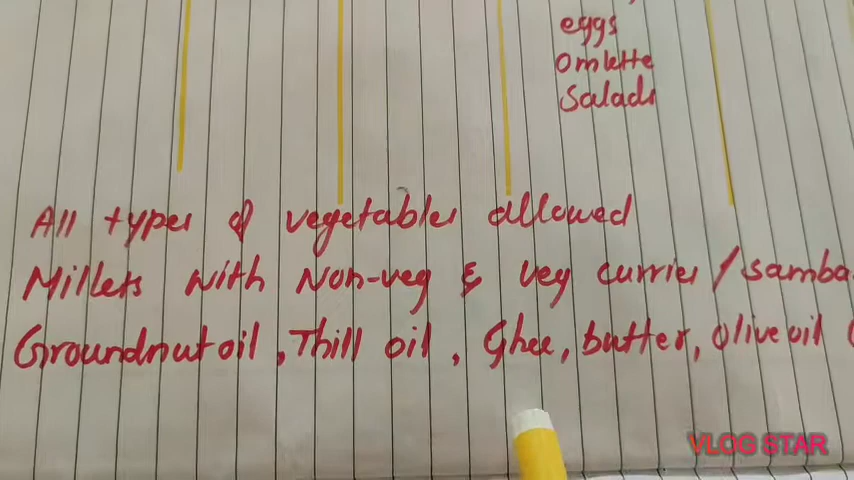 eggs
Omlette
Salads
All types of vegetables allowed
Millets with Non-veg & veg curries/samba
Groundnut oil, Thill oil, Ghee, butter, Olive oil (
VLOG STAR